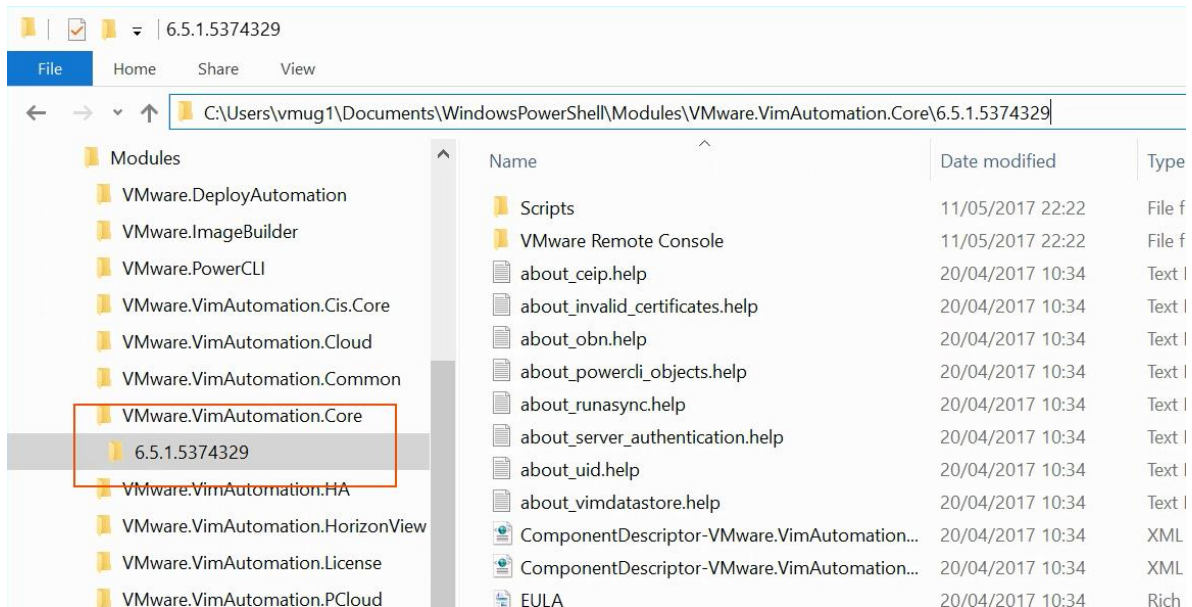 6.5.1.5374329
File Home Share View
C:\Users\vmug1\Documents\WindowsPowerShell\Modules\VMware.VimAutomation.Core\6.5.1.5374329
Modules
VMware.DeployAutomation
VMware.ImageBuilder
VMware.PowerCLI
VMware.VimAutomation.Cis.Core
VMware.VimAutomation.Cloud
VMware.VimAutomation.Common
VMware.VimAutomation.Core
6.5.1.5374329
VMware.VimAutomation.HA
VMware.VimAutomation.HorizonView
VMware.VimAutomation.License
VMware.VimAutomation.PCloud
Name Date modified Type
Scripts 11/05/2017 22:22 File f
VMware Remote Console 11/05/2017 22:22 File f
about_ceip.help 20/04/2017 10:34 Text
about_invalid_certificates.help 20/04/2017 10:34 Text
about_obn.help 20/04/2017 10:34 Text
about_powercli_objects.help 20/04/2017 10:34 Text
about_runasync.help 20/04/2017 10:34 Text
about_server_authentication.help 20/04/2017 10:34 Text
about_uid.help 20/04/2017 10:34 Text
about_vimdatastore.help 20/04/2017 10:34 Text
ComponentDescriptor-VMware.VimAutomation... 20/04/2017 10:34 XML
ComponentDescriptor-VMware.VimAutomation... 20/04/2017 10:34 XML
EULA 20/04/2017 10:34 Rich